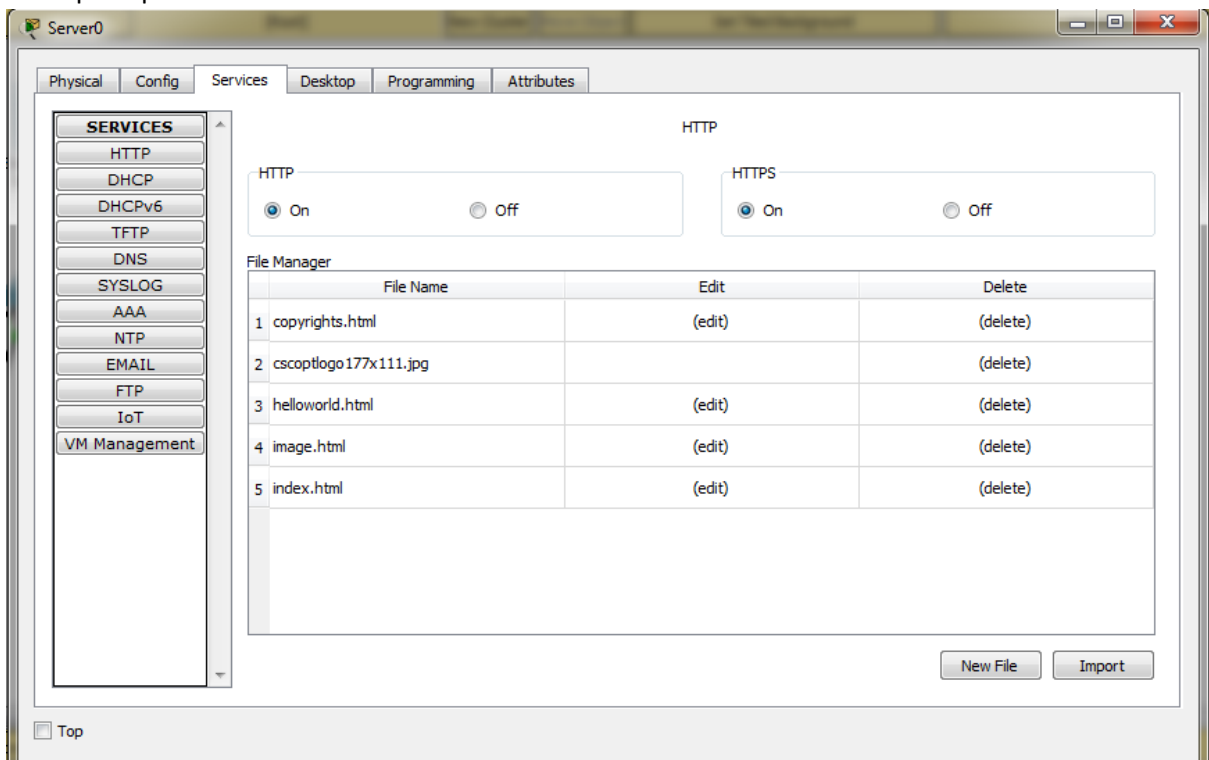 Server0
Physical Config Services Desktop Programming Attributes
SERVICES
HTTP
DHCP
DHCPv6
TFTP
DNS
SYSLOG
AAA
NTP
EMAIL
FTP
IoT
VM Management
HTTP
HTTP
On Off
HTTPS
On Off
File Manager
File Name Edit Delete
1 copyrights.html (edit) (delete)
2 cscoptlogo177x111.jpg (delete)
3 helloworld.html (edit) (delete)
4 image.html (edit) (delete)
5 index.html (edit) (delete)
New File Import
Top